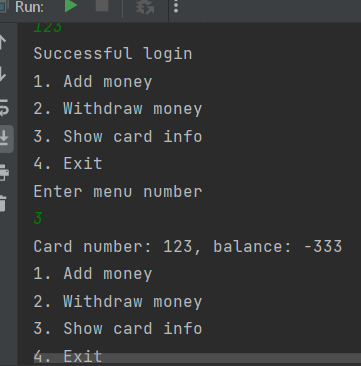 Run:
123
Successful login
1. Add money
2. Withdraw money
3. Show card info
4. Exit
Enter menu number
3
Card number: 123, balance: -333
1. Add money
2. Withdraw money
3. Show card info
4. Exit